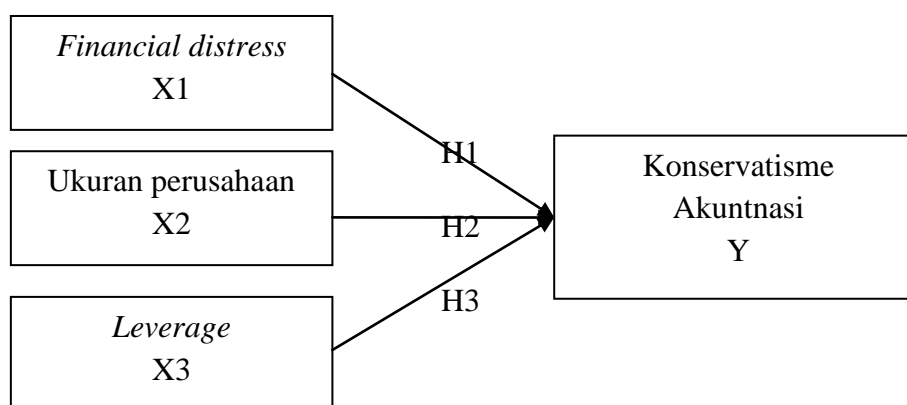 Financial distress
X1
Ukuran perusahaan
X2
Leverage
X3
H1
H2
H3
Konservatisme
Akuntnasi
Y